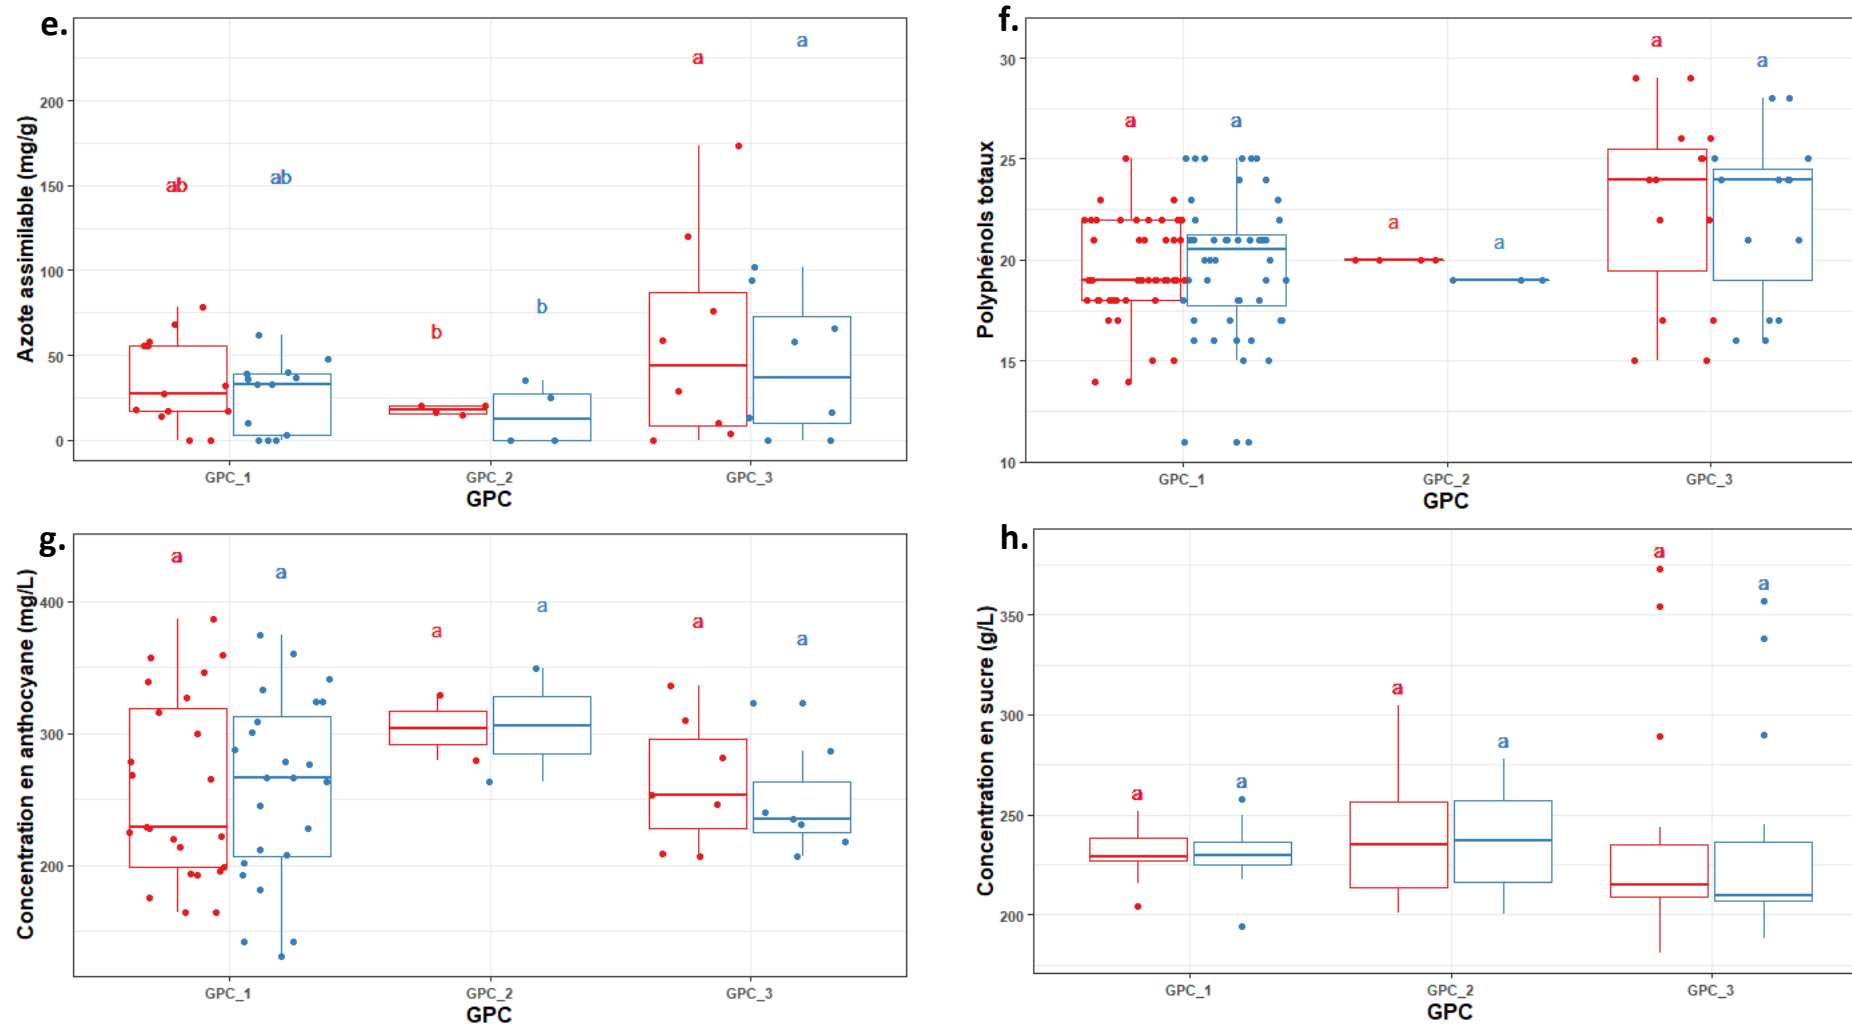 e.
Azote assimilable (mg/g)
200
150
100
50
0
ab
ab
b
b
a
a
GPC_1
GPC_2
GPC_3
GPC
f.
Polyphénols totaux
30
25
20
15
10
a
a
a
a
a
a
GPC_1
GPC_2
GPC_3
GPC
g.
Concentration en anthocyane (mg/L)
400
300
200
a
a
a
a
a
a
GPC_1
GPC_2
GPC_3
GPC
h.
Concentration en sucre (g/L)
350
300
250
200
a
a
a
a
a
a
GPC_1
GPC_2
GPC_3
GPC